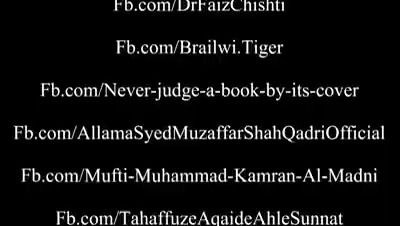 Fb.com/DrFaizChishti
Fb.com/Brailwi.Tiger
Fb.com/Never-judge-a-book-by-its-cover
Fb.com/AllamaSyedMuzaffarShahQadriOfficial
Fb.com/Mufti-Muhammad-Kamran-Al-Madni
Fb.com/TahaffuzeAqaideAhleSunnat